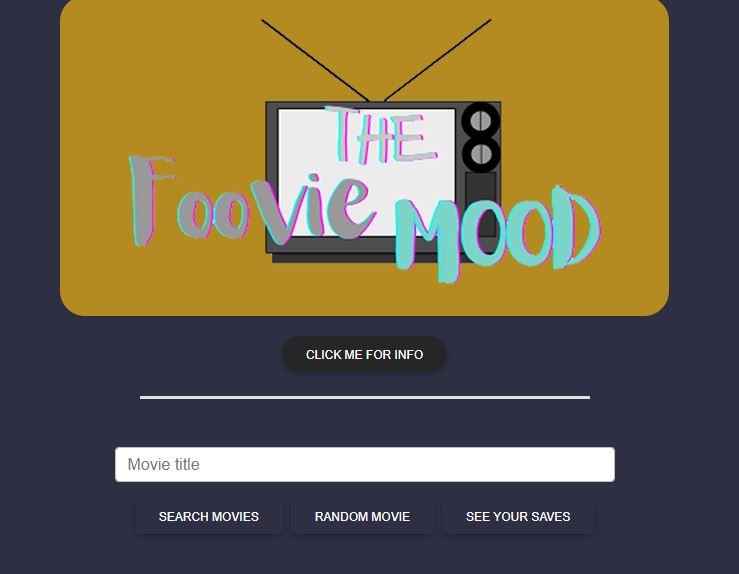 THE
Foovie MOOD
CLICK ME FOR INFO
Movie title
SEARCH MOVIES RANDOM MOVIE SEE YOUR SAVES